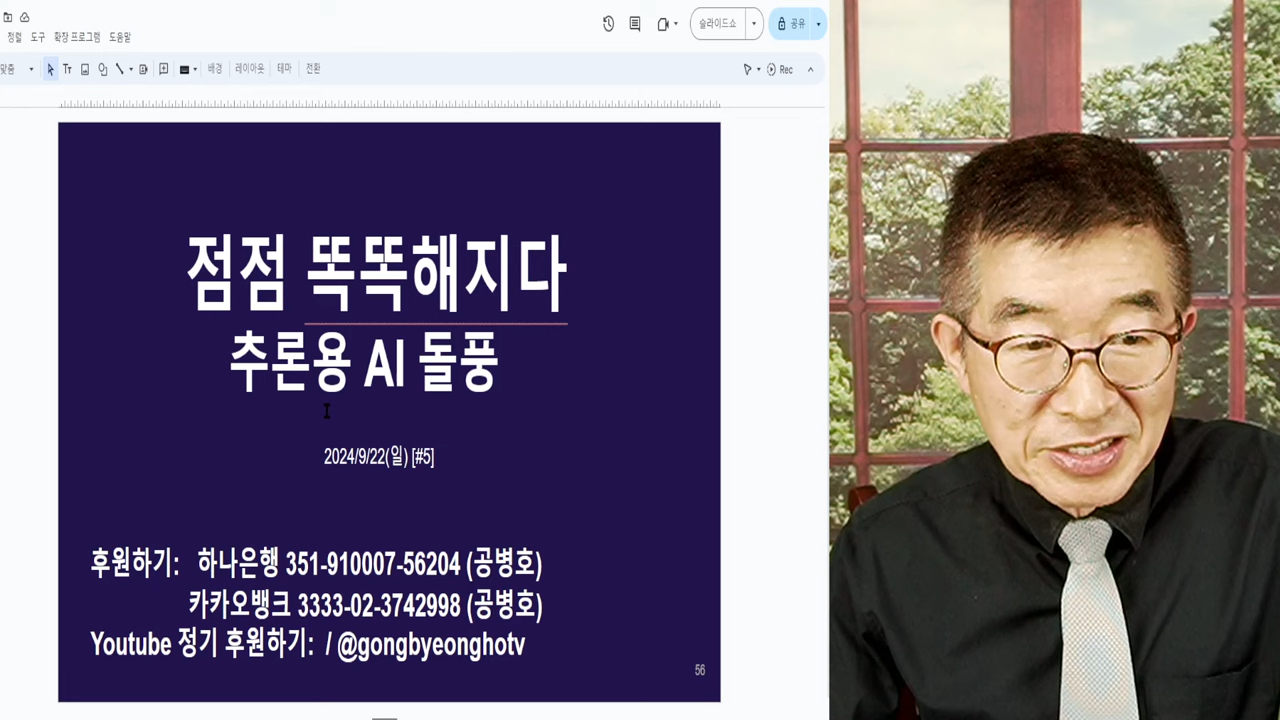 슬라이드쇼
공유
정렬 도구 확장 프로그램 도움말
맞춤
Tт
배경 레이아웃 테마 전환
Rec
점점 똑똑해지다
추론용 AI 돌풍
2024/9/22(일) [#5]
후원하기: 하나은행 351-910007-56204 (공병호)
카카오뱅크 3333-02-3742998 (공병호)
Youtube 정기 후원하기: / @gongbyeonghotv
56